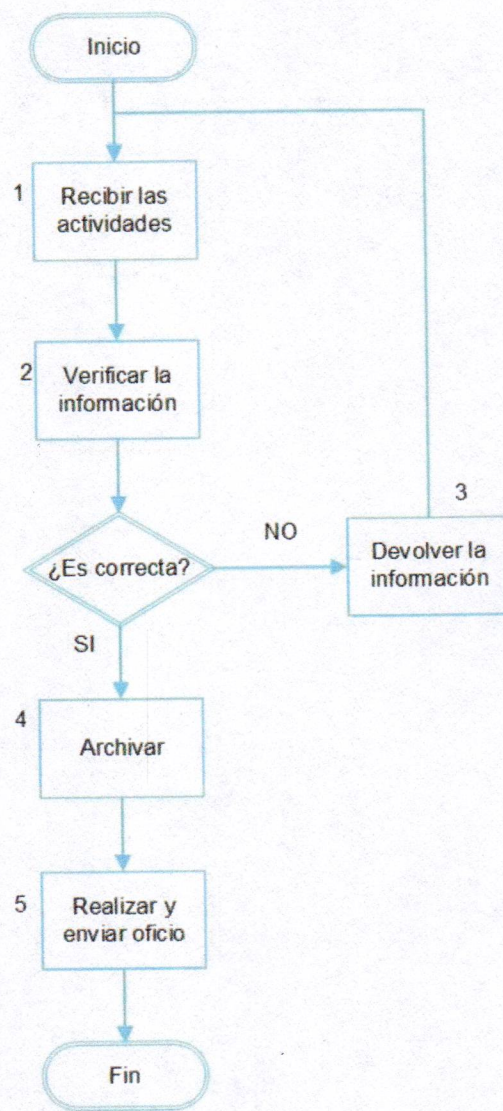 Inicio
1
Recibir las
actividades
2
Verificar la
información
¿Es correcta?
NO
3
Devolver la
información
SI
4
Archivar
5
Realizar y
enviar oficio
Fin